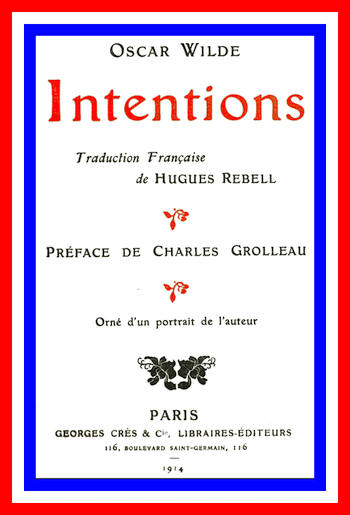 OSCAR WILDE
Intentions
Traduction Française
de HUGUES REBELL
PRÉFACE DE CHARLES GROLLEAU
Orné d'un portrait de l'auteur
PARIS
GEORGES CRÈS & Cie, LIBRAIRES-ÉDITEURS
116, BOULEVARD SAINT-GERMAIN, 116
1914